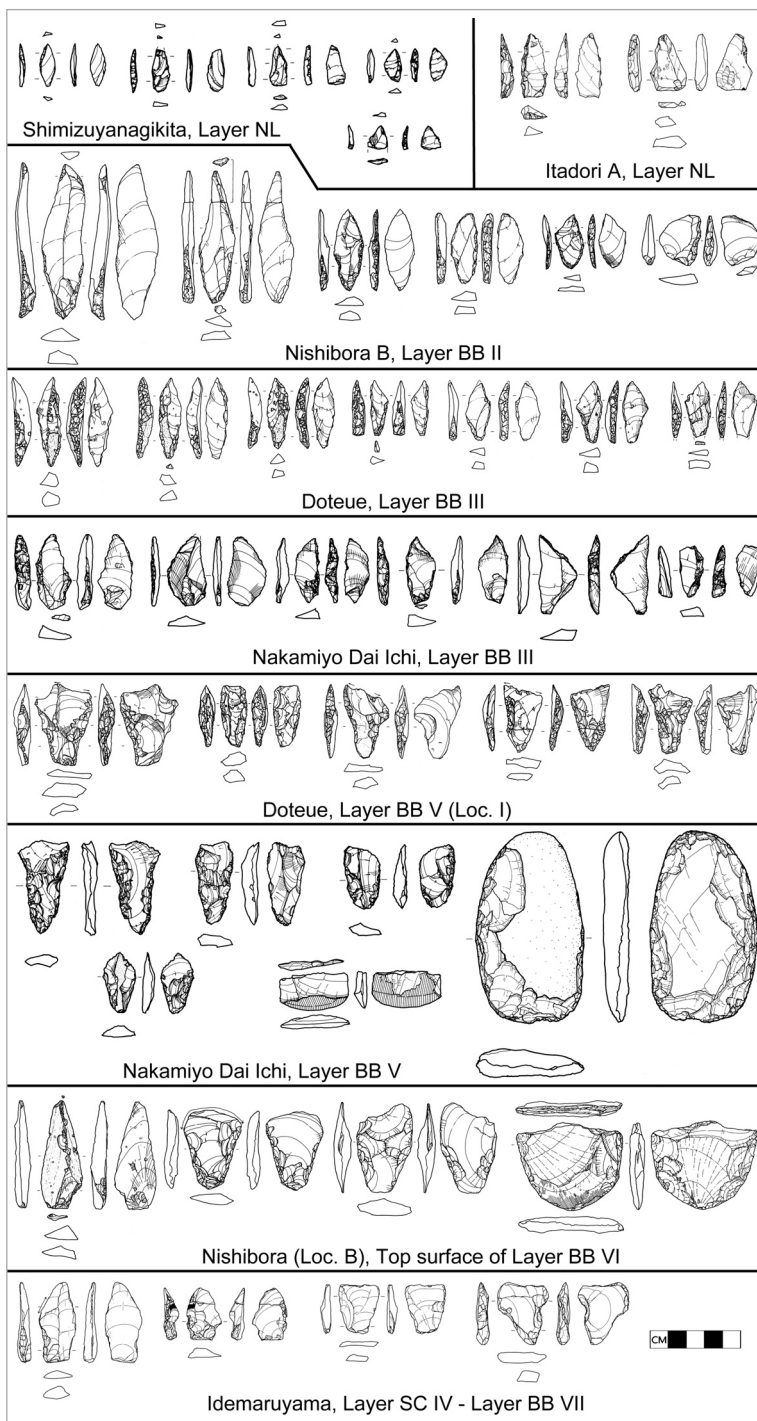 Shimizuyanagikita, Layer NL
Itadori A, Layer NL
Nishibora B, Layer BB II
Doteue, Layer BB III
Nakamiyo Dai Ichi, Layer BB III
Doteue, Layer BB V (Loc. I)
Nakamiyo Dai Ichi, Layer BB V
Nishibora (Loc. B), Top surface of Layer BB VI
CM
Idemaruyama, Layer SC IV - Layer BB VII